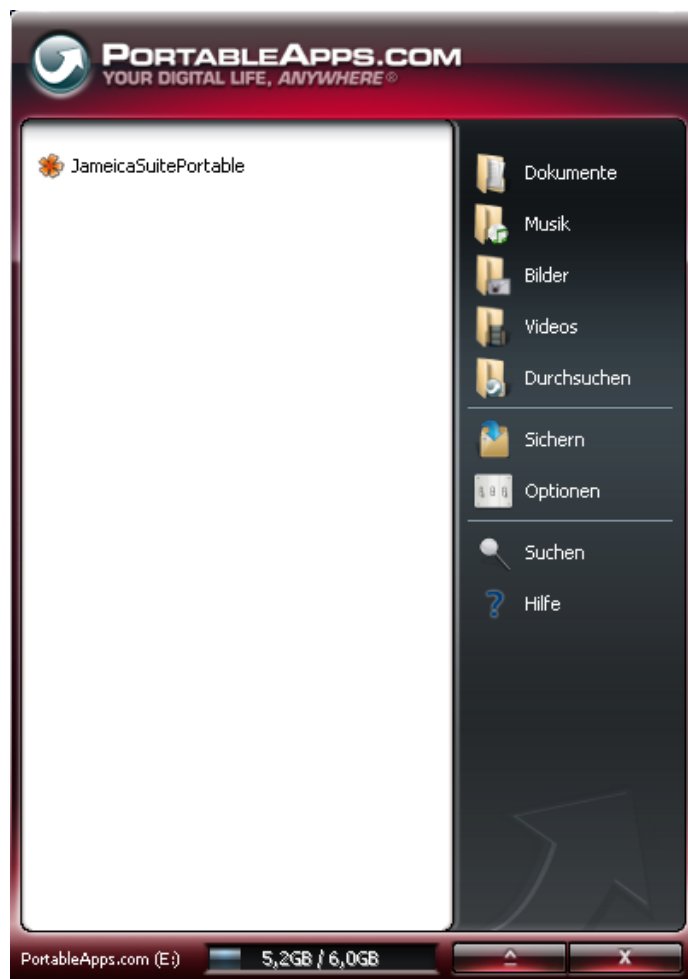 PORTABLEAPPS.COM
YOUR DIGITAL LIFE, ANYWHERE®
JameicaSuitePortable
Dokumente
Musik
Bilder
Videos
Durchsuchen
Sichern
Optionen
Suchen
Hilfe
PortableApps.com (E:)
5,2GB / 6,0GB
X